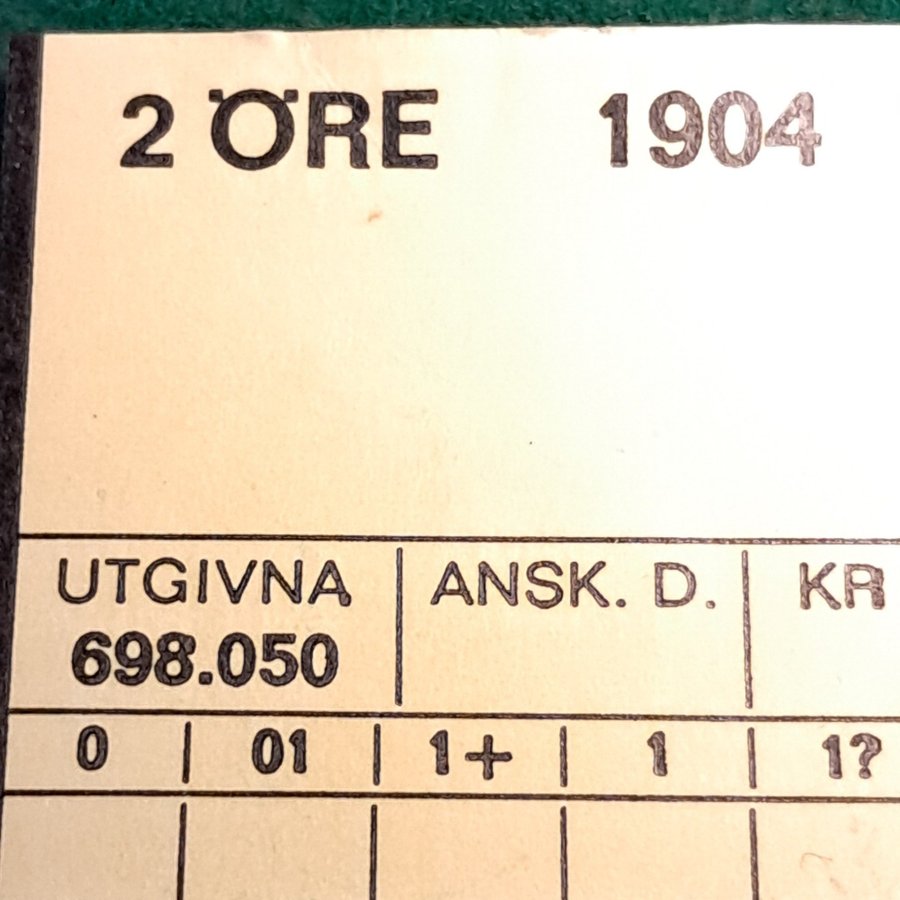 2 ÖRE 1904
UTGIVNA ANSK. D. KR
698.050
0 01 1+ 1 1?